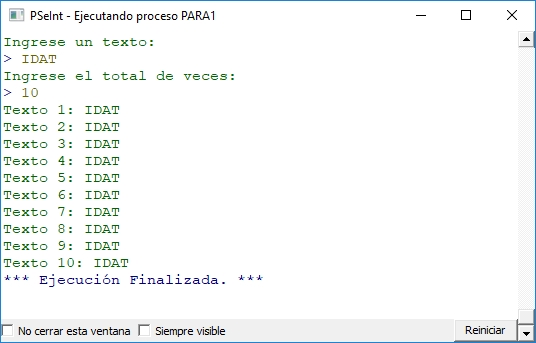 PSeInt - Ejecutando proceso PARA1
Ingrese un texto:
> IDAT
Ingrese el total de veces:
> 10
Texto 1: IDAT
Texto 2: IDAT
Texto 3: IDAT
Texto 4: IDAT
Texto 5: IDAT
Texto 6: IDAT
Texto 7: IDAT
Texto 8: IDAT
Texto 9: IDAT
Texto 10: IDAT
*** Ejecución Finalizada. ***
No cerrar esta ventana Siempre visible Reiniciar